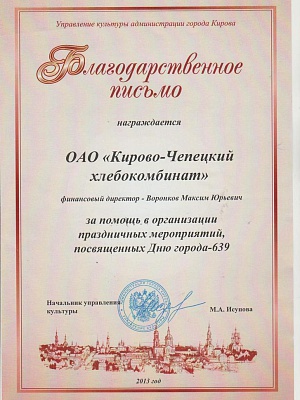 Управление культуры администрации города Кирова
Благодарственное
письмо
награждается
ОАО «Кирово-Чепецкий
хлебокомбинат»
финансовый директор - Воронков Максим Юрьевич
за помощь в организации
праздничных мероприятий,
посвященных Дню города-639
Начальник управления
культуры
М.А. Исупова
2013 год